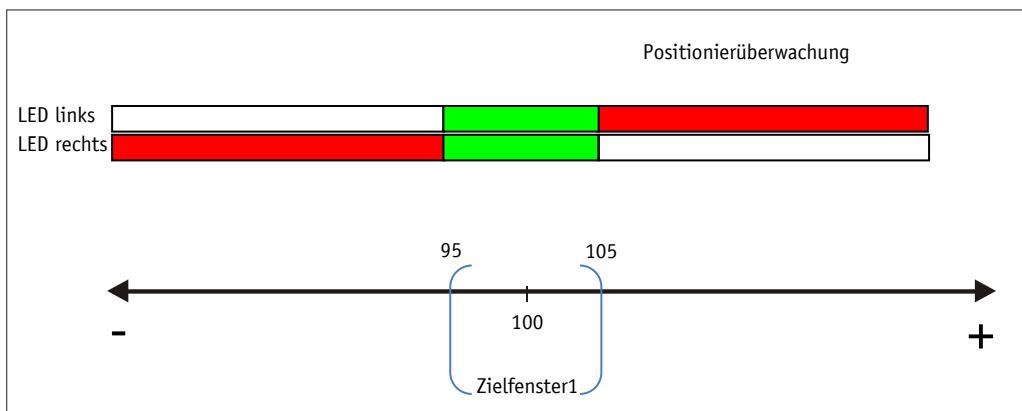 Positionierüberwachung
LED links
LED rechts
95 105
100
- +
Zielfenster1